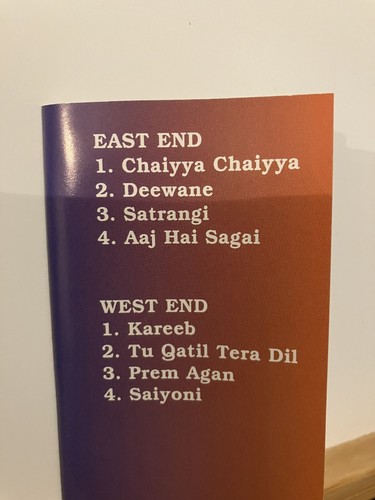 EAST END
1. Chaiyya Chaiyya
2. Deewane
3. Satrangi
4. Aaj Hai Sagai
WEST END
1. Kareeb
2. Tu Qatil Tera Dil
3. Prem Agan
4. Saiyoni